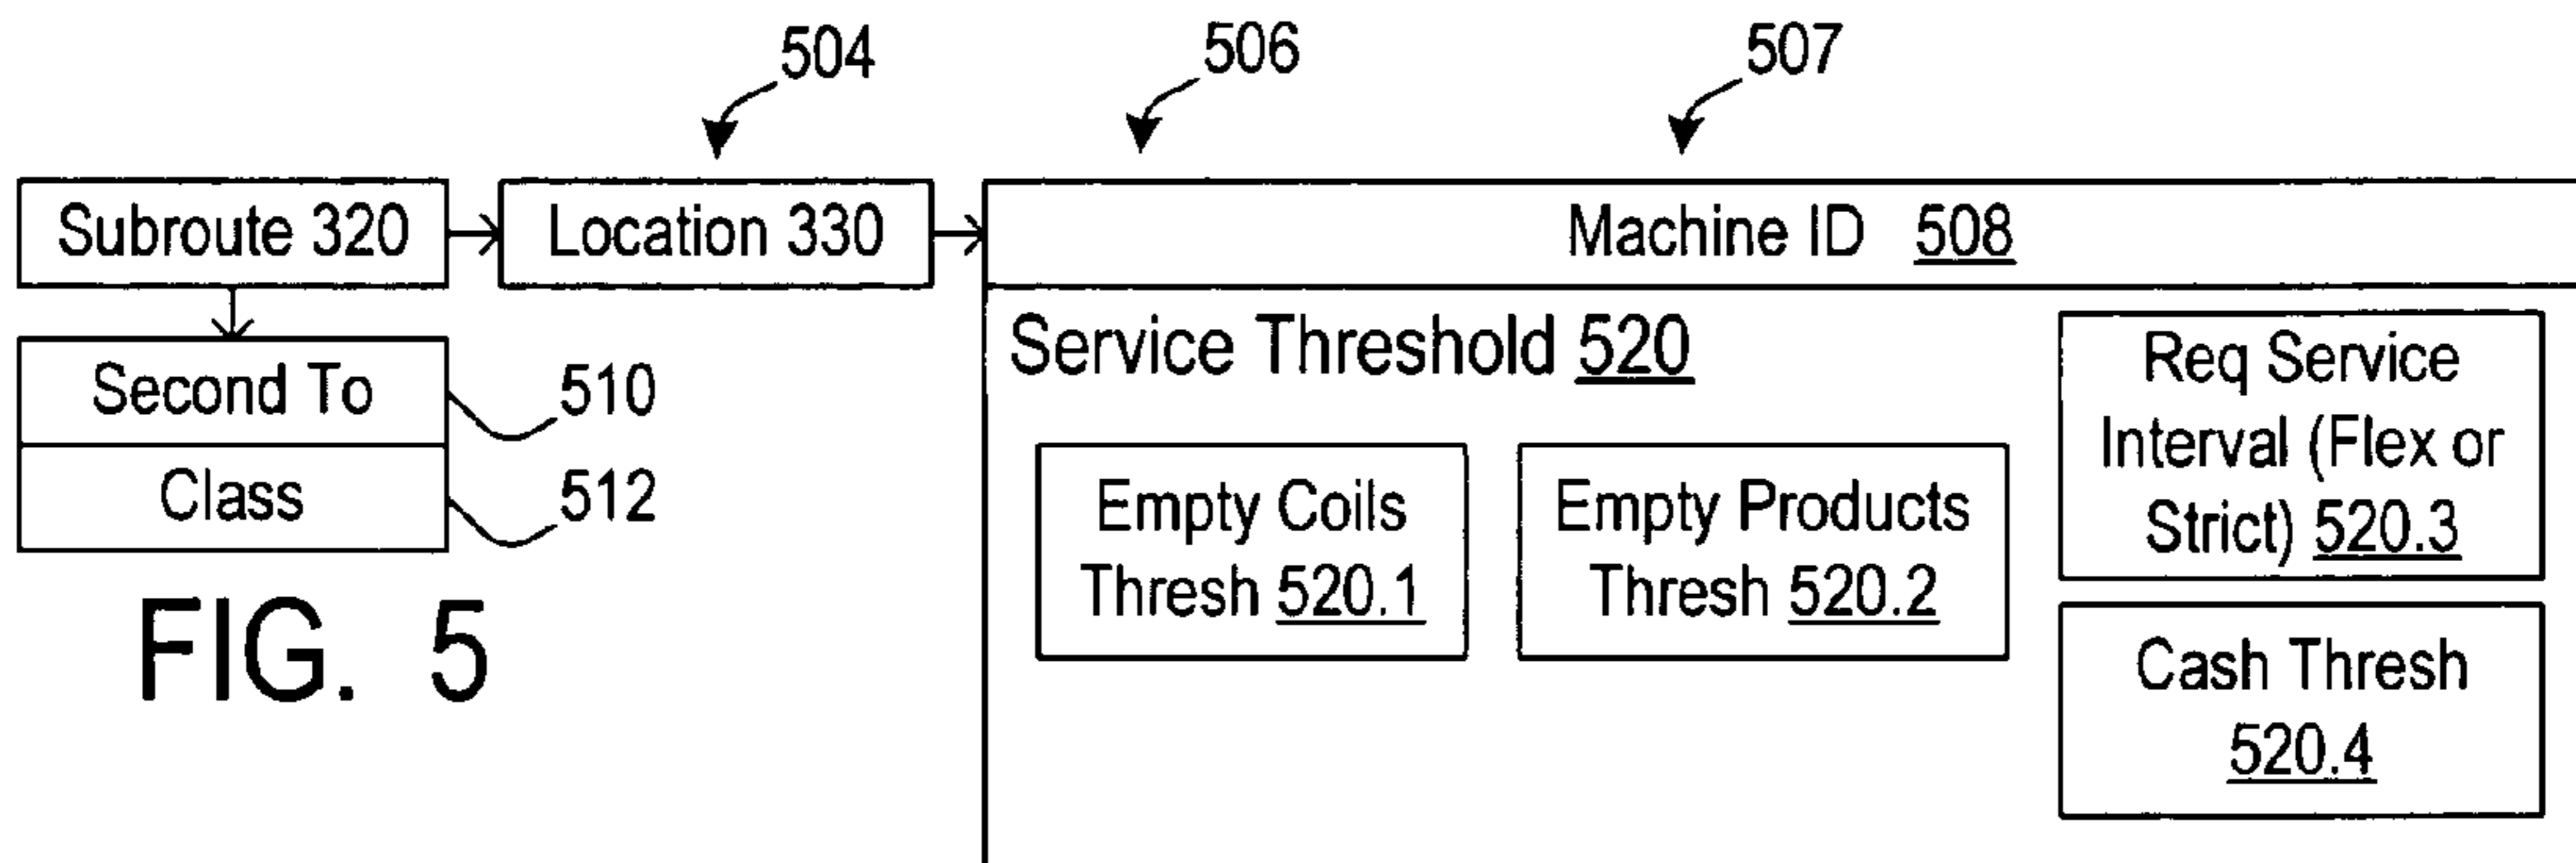 504
506
507
Subroute 320
Location 330
Machine ID 508
Second To
510
Class
512
FIG. 5
Service Threshold 520
Empty Coils
Thresh 520.1
Empty Products
Thresh 520.2
Req Service
Interval (Flex or
Strict) 520.3
Cash Thresh
520.4